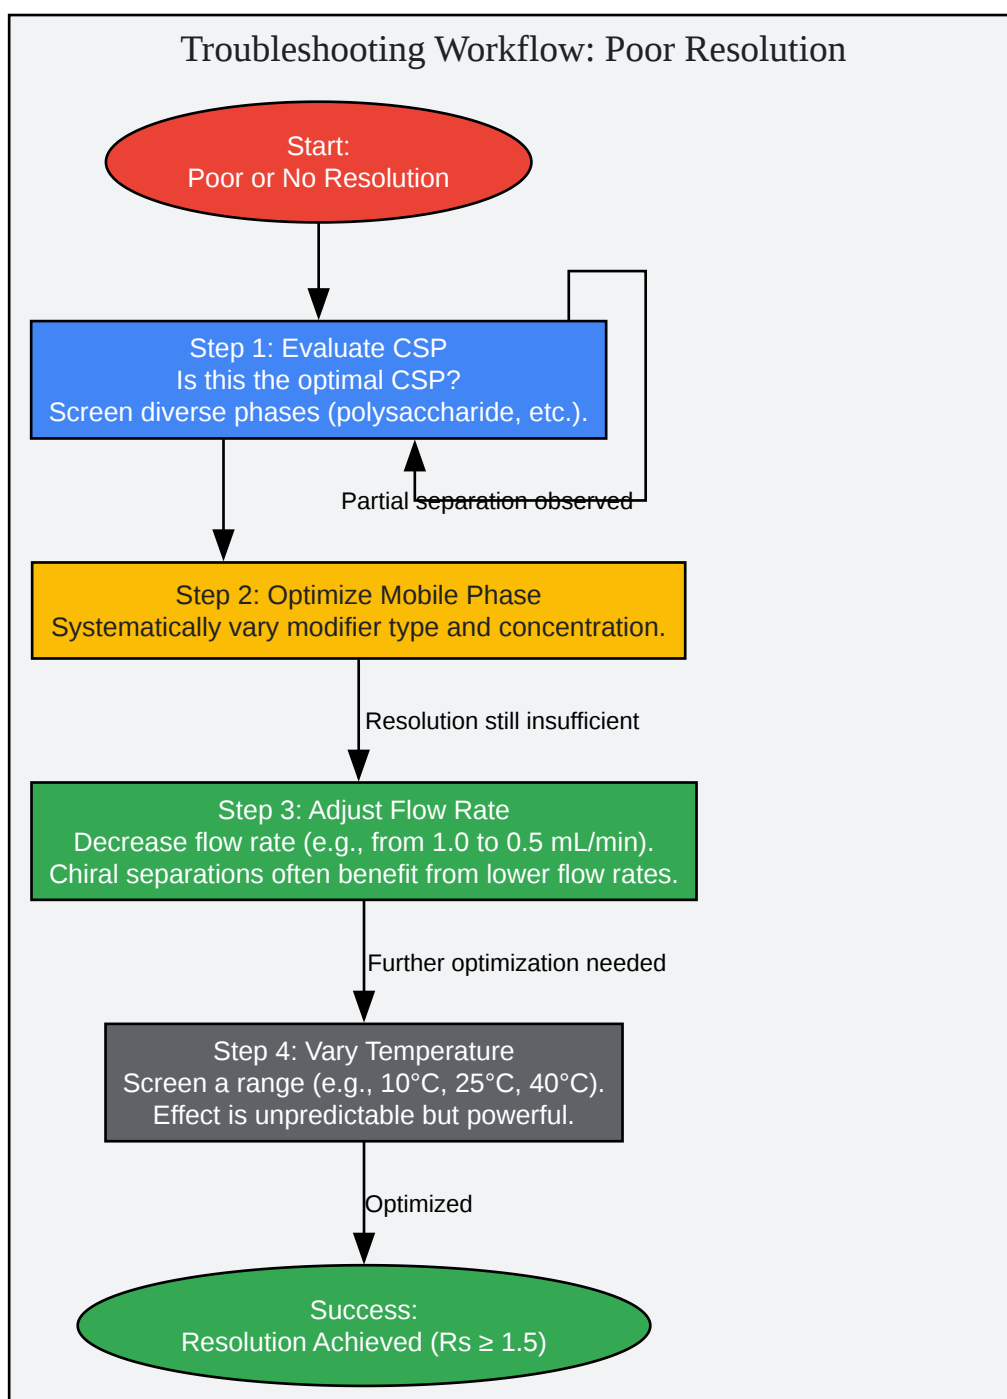 Troubleshooting Workflow: Poor Resolution
Start:
Poor or No Resolution
Step 1: Evaluate CSP
Is this the optimal CSP?
Screen diverse phases (polysaccharide, etc.).
Partial separation observed
Step 2: Optimize Mobile Phase
Systematically vary modifier type and concentration.
Resolution still insufficient
Step 3: Adjust Flow Rate
Decrease flow rate (e.g., from 1.0 to 0.5 mL/min).
Chiral separations often benefit from lower flow rates.
Further optimization needed
Step 4: Vary Temperature
Screen a range (e.g., 10°C, 25°C, 40°C).
Effect is unpredictable but powerful.
Optimized
Success:
Resolution Achieved (Rs ≥ 1.5)